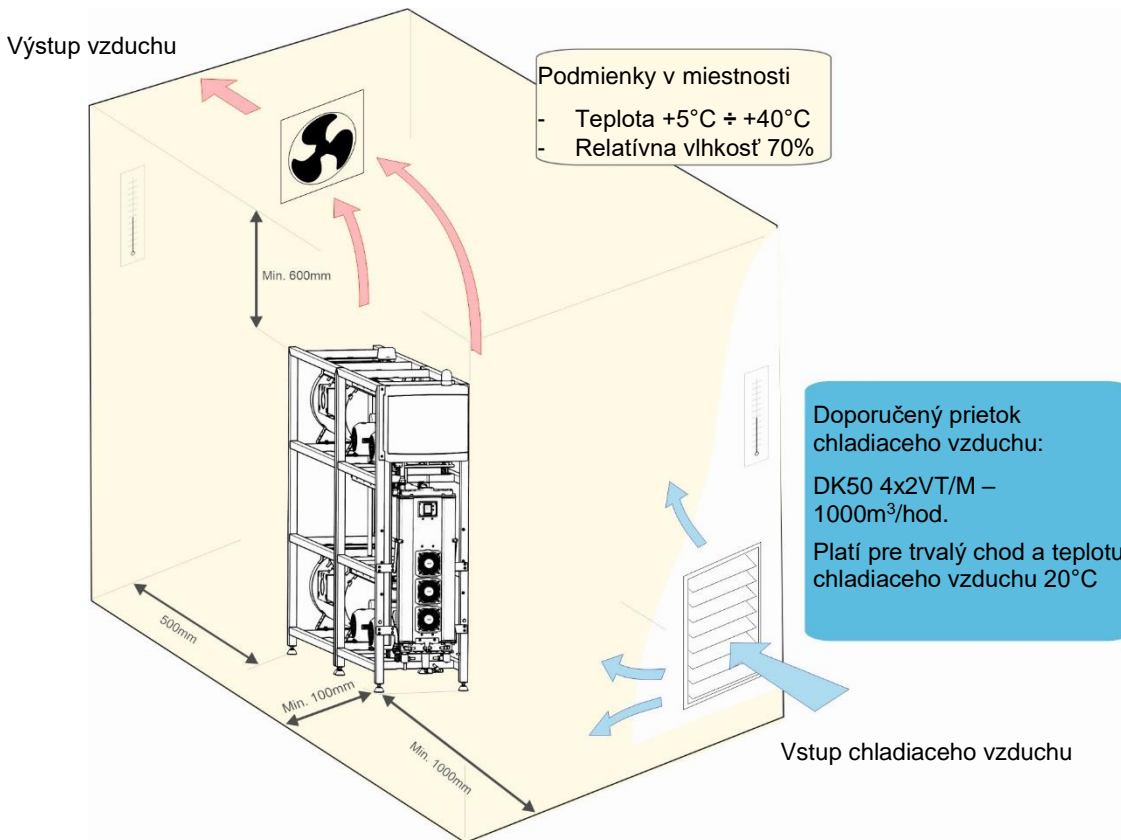 Výstup vzduchu
Podmienky v miestnosti
- Teplota +5°C ÷ +40°C
- Relatívna vlhkosť 70%
Min. 600mm
Doporučený prietok
chladiaceho vzduchu:
DK50 4x2VT/M –
1000m³/hod.
Platí pre trvalý chod a teplotu
chladiaceho vzduchu 20°C
500mm
Min. 100mm
Min. 1000mm
Vstup chladiaceho vzduchu